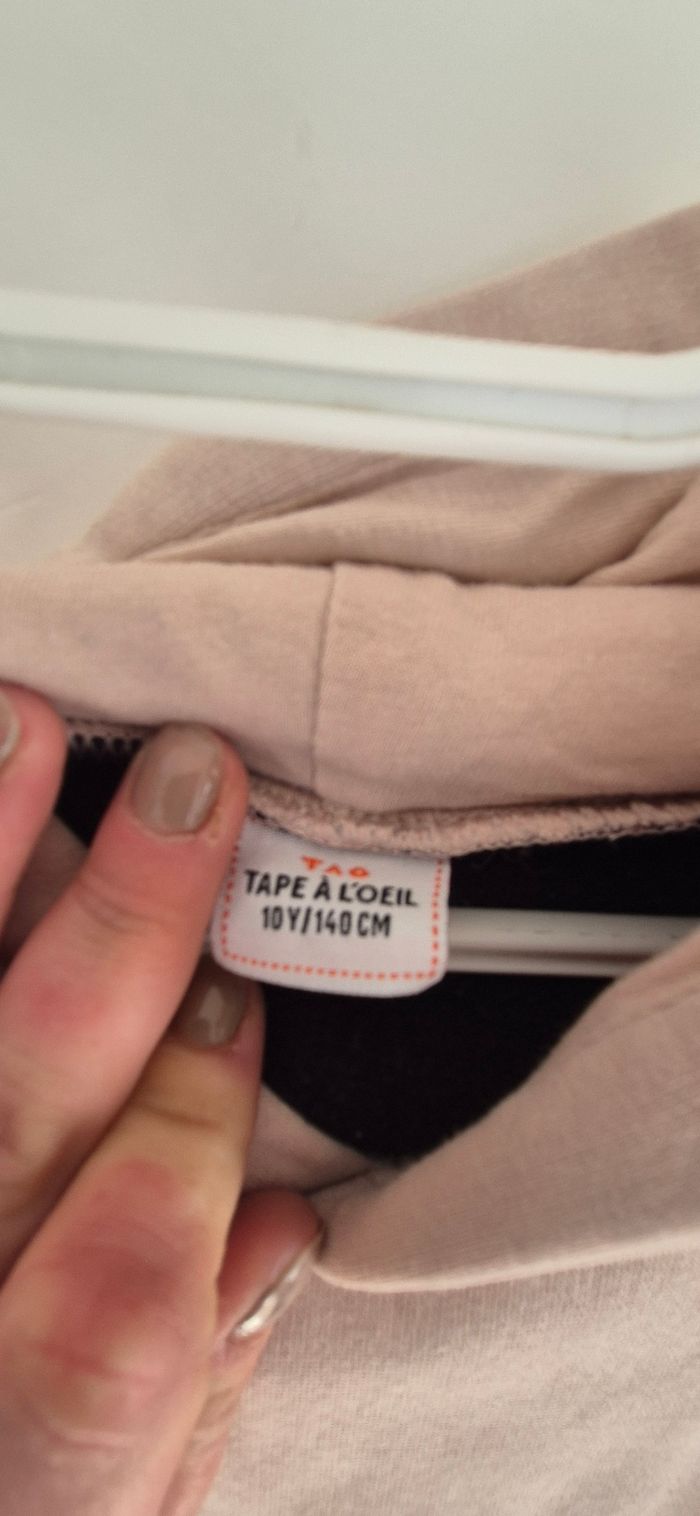 TAO
TAPE À L'OEIL
10Y/140CM